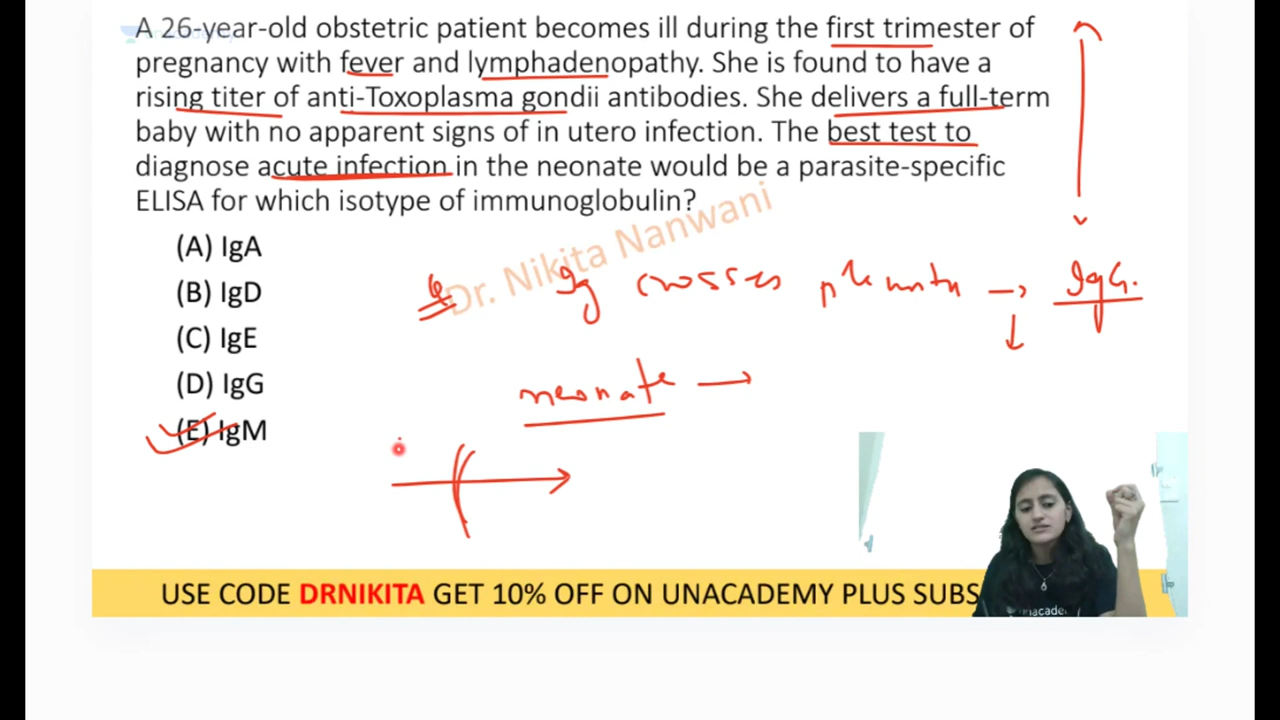 A 26-year-old obstetric patient becomes ill during the first trimester of
pregnancy with fever and lymphadenopathy. She is found to have a
rising titer of anti-Toxoplasma gondii antibodies. She delivers a full-term
baby with no apparent signs of in utero infection. The best test to
diagnose acute infection in the neonate would be a parasite-specific
ELISA for which isotype of immunoglobulin?
(A) IgA
(B) IgD
(C) IgE
(D) IgG
(E) IgM
Dr. Nikita Nanwani
Ig crosses placenta → IgG.
neonate →
USE CODE DRNIKITA GET 10% OFF ON UNACADEMY PLUS SUBS